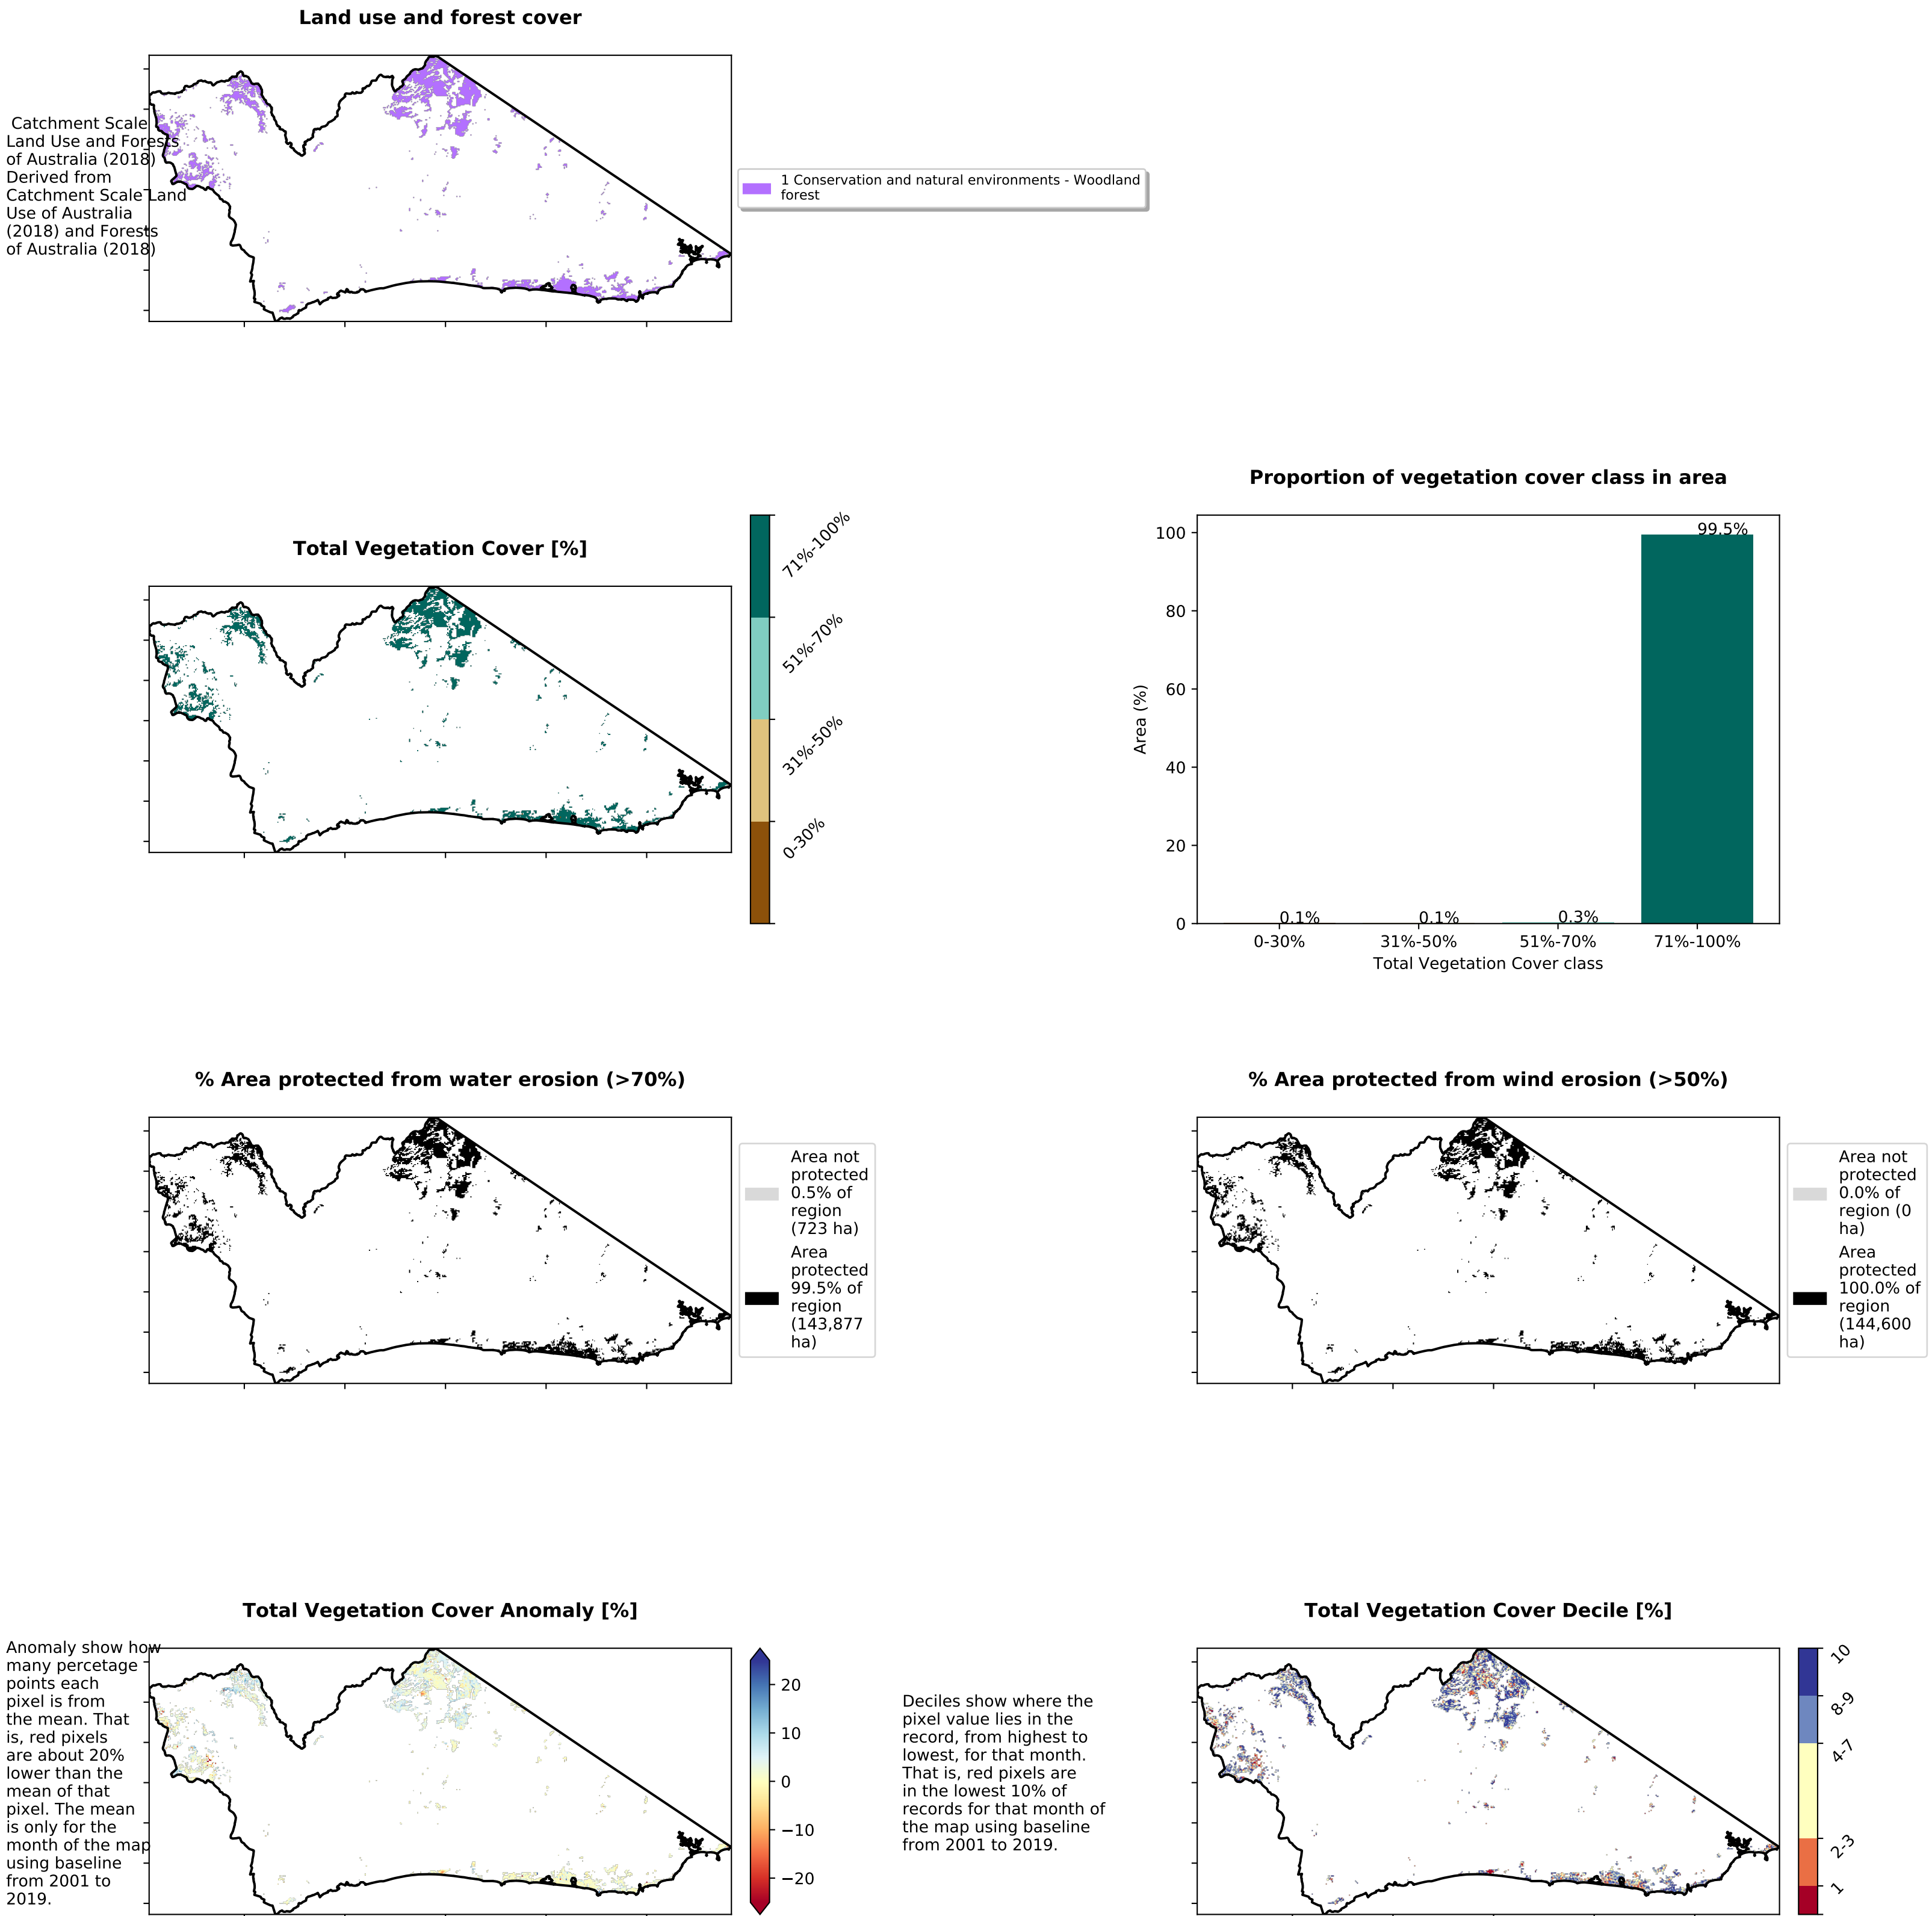 Land use and forest cover
Catchment Scale
Land Use and Forests
of Australia (2018)
Derived from
Catchment Scale Land
Use of Australia
(2018) and Forests
of Australia (2018)
1 Conservation and natural environments - Woodland
forest
Total Vegetation Cover [%]
71%-100%
51%-70%
31%-50%
0-30%
Proportion of vegetation cover class in area
100
80
60
40
20
0
Area (%)
0.1%
0.1%
0.3%
99.5%
0-30%
31%-50%
51%-70%
71%-100%
Total Vegetation Cover class
% Area protected from water erosion (>70%)
Area not
protected
0.5% of
region
(723 ha)
Area
protected
99.5% of
region
(143,877
ha)
% Area protected from wind erosion (>50%)
Area not
protected
0.0% of
region (0
ha)
Area
protected
100.0% of
region
(144,600
ha)
Total Vegetation Cover Anomaly [%]
Anomaly show how
many percetage
points each
pixel is from
the mean. That
is, red pixels
are about 20%
lower than the
mean of that
pixel. The mean
is only for the
month of the map
using baseline
from 2001 to
2019.
20
10
0
−10
−20
Total Vegetation Cover Decile [%]
Deciles show where the
pixel value lies in the
record, from highest to
lowest, for that month.
That is, red pixels are
in the lowest 10% of
records for that month of
the map using baseline
from 2001 to 2019.
10
8-9
4-7
2-3
1